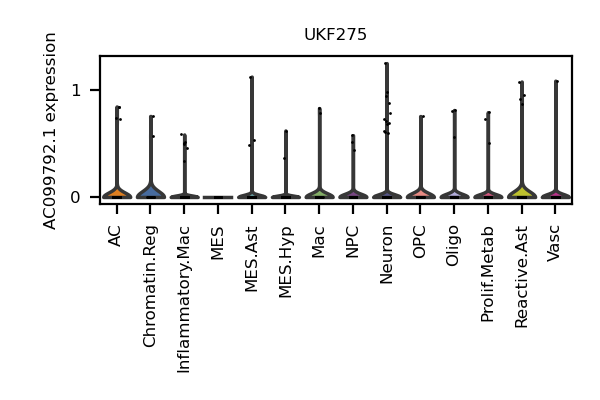 UKF275
AC099792.1 expression
1
0
AC
Chromatin.Reg
Inflammatory.Mac
MES
MES.Ast
MES.Hyp
Mac
NPC
Neuron
OPC
Oligo
Prolif.Metab
Reactive.Ast
Vasc